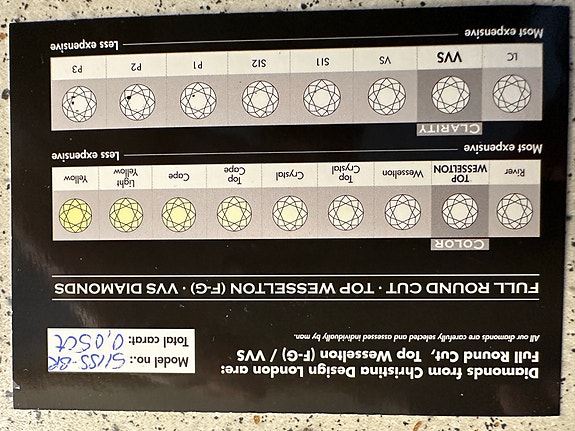 Diamonds from Christina Design London are:
Full Round Cut, Top Wesselton (F-G) / VVS
All our diamonds are carefully selected and assessed individually by man.
Model no.:
Total carat: 0,05ct
FULL ROUND CUT · TOP WESSELTON (F-G) · VVS DIAMONDS
COLOR
River TOP WESSELTON Wesselton Top Crystal Crystal Top Cape Cape Light Yellow Yellow
Most expensive Less expensive
CLARITY
LC VVS VS SI1 SI2 P1 P2 P3
Most expensive Less expensive